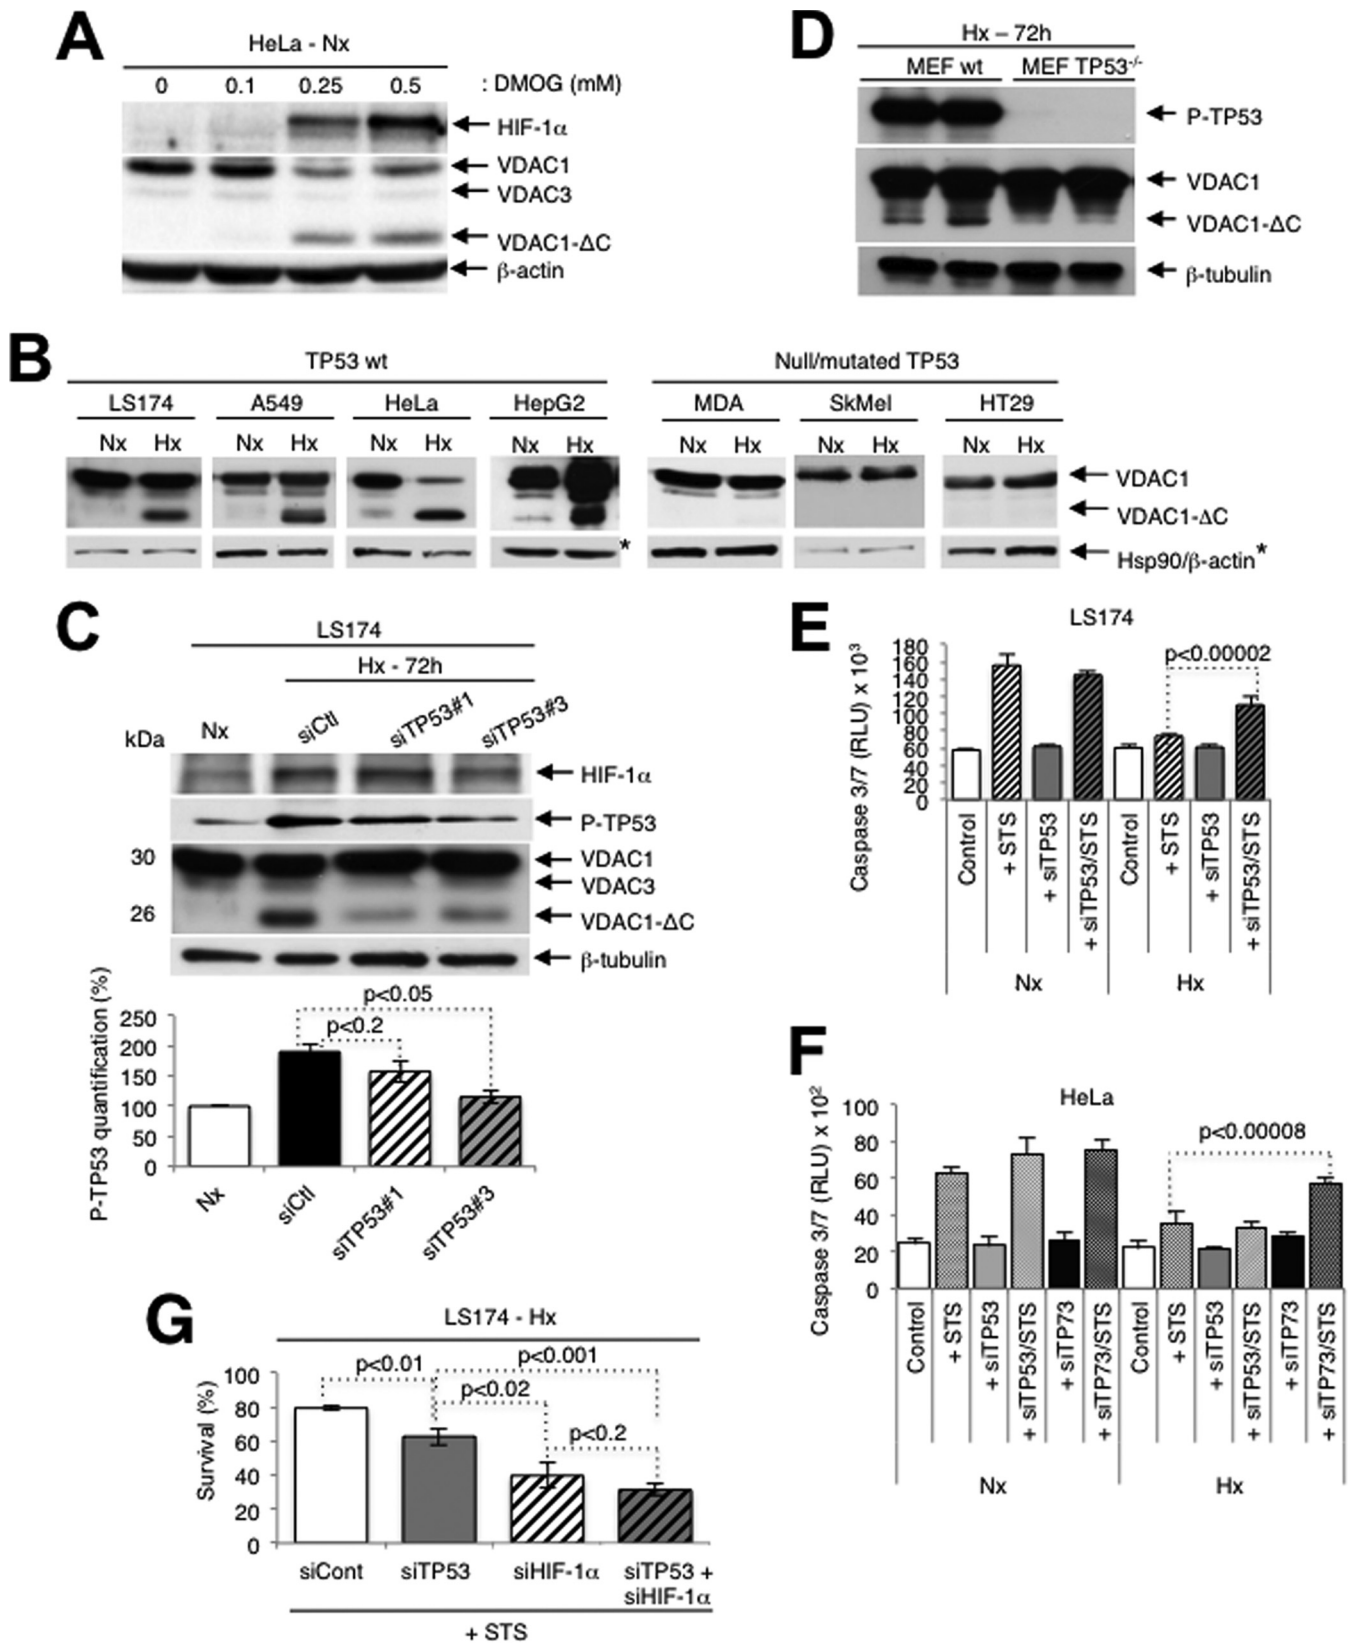 A
HeLa - Nx
0 0.1 0.25 0.5 : DMOG (mM)
HIF-1α
VDAC1
VDAC3
VDAC1-ΔC
β-actin
D
Hx – 72h
MEF wt MEF TP53-/-
P-TP53
VDAC1
VDAC1-ΔC
β-tubulin
B
TP53 wt Null/mutated TP53
LS174 A549 HeLa HepG2 MDA SkMel HT29
Nx Hx Nx Hx Nx Hx Nx Hx Nx Hx Nx Hx Nx Hx
VDAC1
VDAC1-ΔC
*
Hsp90/β-actin*
C
LS174
Hx - 72h
kDa Nx siCtl siTP53#1 siTP53#3
HIF-1α
P-TP53
30 VDAC1
VDAC3
26 VDAC1-ΔC
β-tubulin
P-TP53 quantification (%)
p<0.05
p<0.2
250
200
150
100
50
0
Nx siCtl siTP53#1 siTP53#3
E
LS174
Caspase 3/7 (RLU) x 10³
p<0.00002
180
160
140
120
100
80
60
40
20
0
Control + STS + siTP53 + siTP53/STS Control + STS + siTP53 + siTP53/STS
Nx Hx
F
HeLa
Caspase 3/7 (RLU) x 10²
p<0.00008
100
80
60
40
20
0
Control + STS + siTP53 + siTP53/STS + siTP73 + siTP73/STS Control + STS + siTP53 + siTP53/STS + siTP73 + siTP73/STS
Nx Hx
G
LS174 - Hx
Survival (%)
p<0.01 p<0.001
p<0.02
p<0.2
100
80
60
40
20
0
siCont siTP53 siHIF-1α siTP53 +
siHIF-1α
+ STS